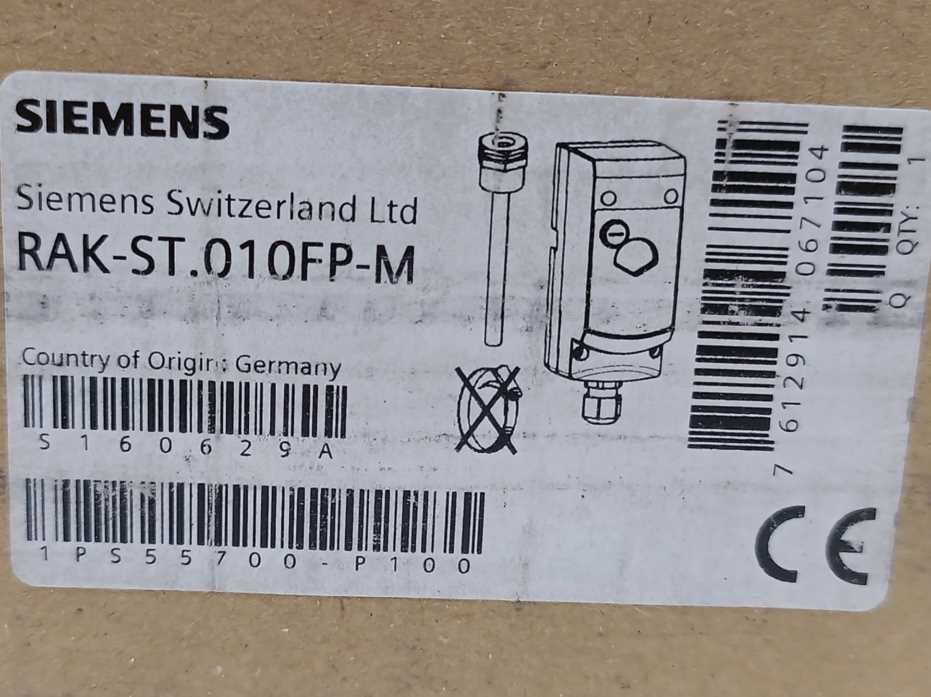 SIEMENS
Siemens Switzerland Ltd
RAK-ST.010FP-M
Country of Origin: Germany
S160629A
1PS55700-P100
7612914067104
Q QTY: 1
CE